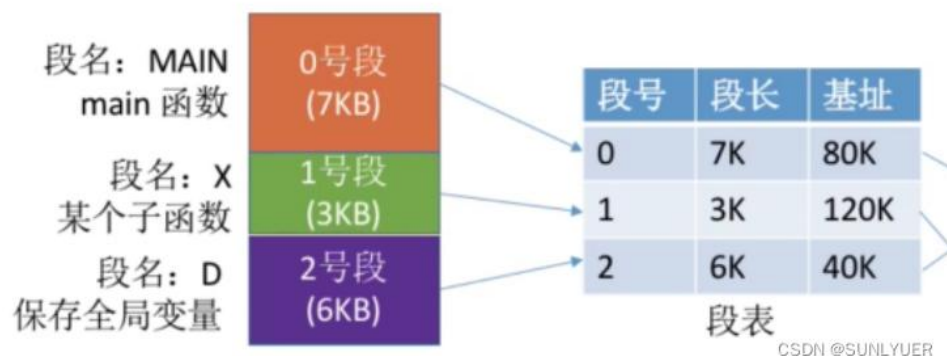 段名：MAIN
main 函数
0号段
(7KB)
段名：X
某个子函数
1号段
(3KB)
段名：D
保存全局变量
2号段
(6KB)
段号 段长 基址
0 7K 80K
1 3K 120K
2 6K 40K
段表
CSDN @SUNLYUER